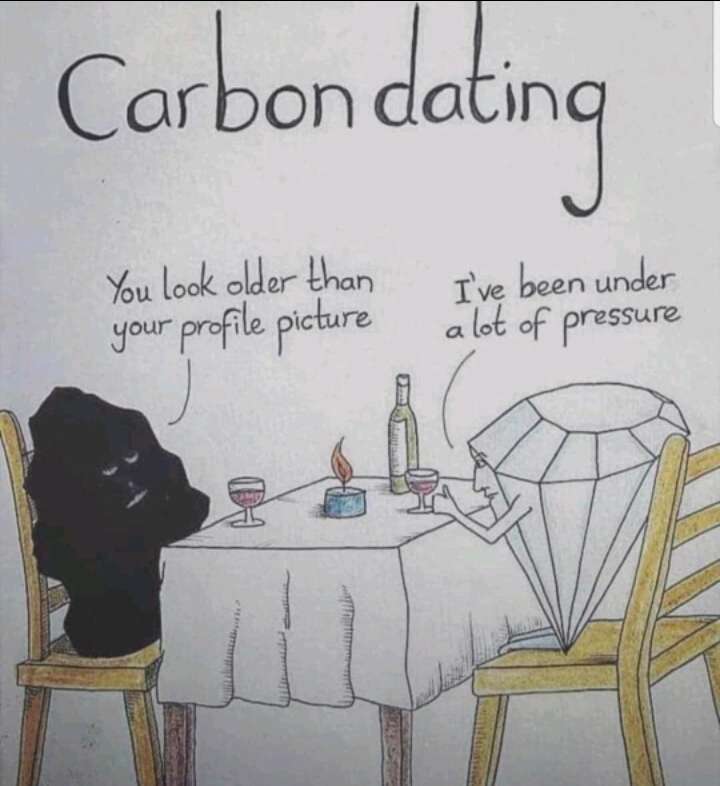 Carbon dating
You look older than
your profile picture
I've been under
a lot of pressure